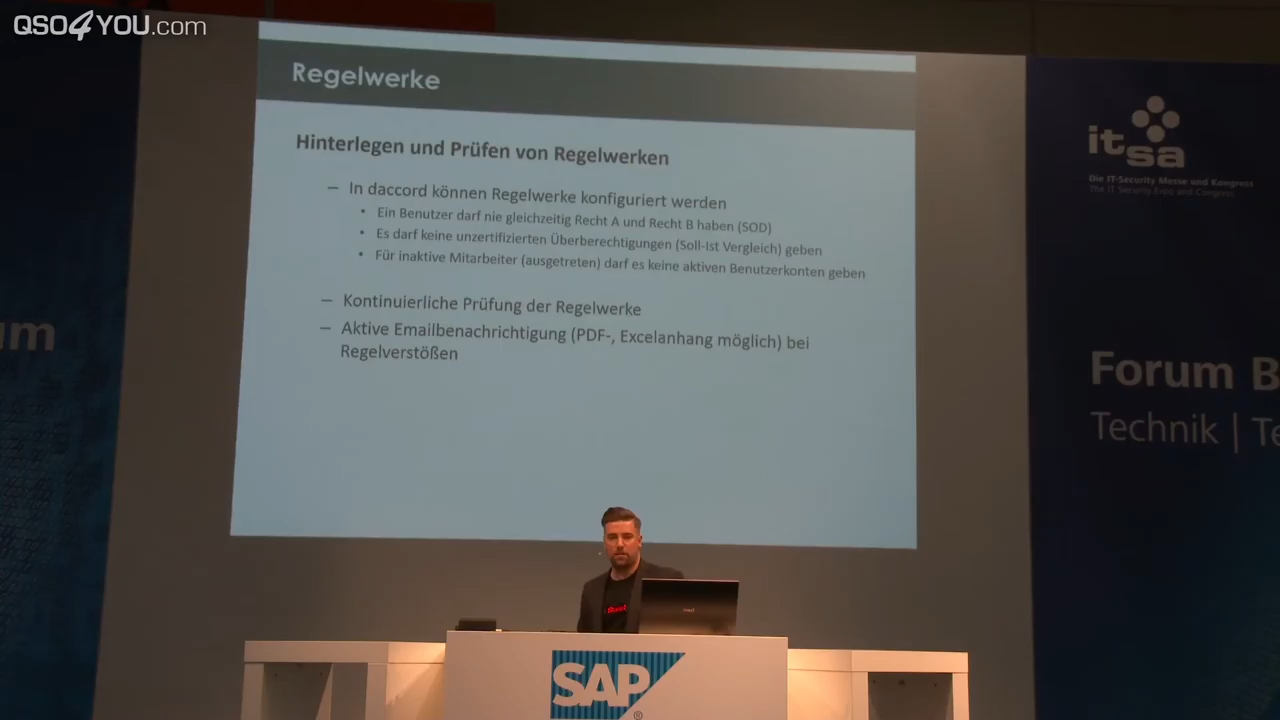 QSO4YOU.com
Regelwerke
Hinterlegen und Prüfen von Regelwerken
– In daccord können Regelwerke konfiguriert werden
• Ein Benutzer darf nie gleichzeitig Recht A und Recht B haben (SOD)
• Es darf keine unzertifizierten Überberechtigungen (Soll-Ist Vergleich) geben
• Für inaktive Mitarbeiter (ausgetreten) darf es keine aktiven Benutzerkonten geben
– Kontinuierliche Prüfung der Regelwerke
– Aktive Emailbenachrichtigung (PDF-, Excelanhang möglich) bei
Regelverstößen
itsa
Die IT-Security Messe und Kongress
The IT Security Expo and Congress
um
Forum B
Technik | Te
SAP®